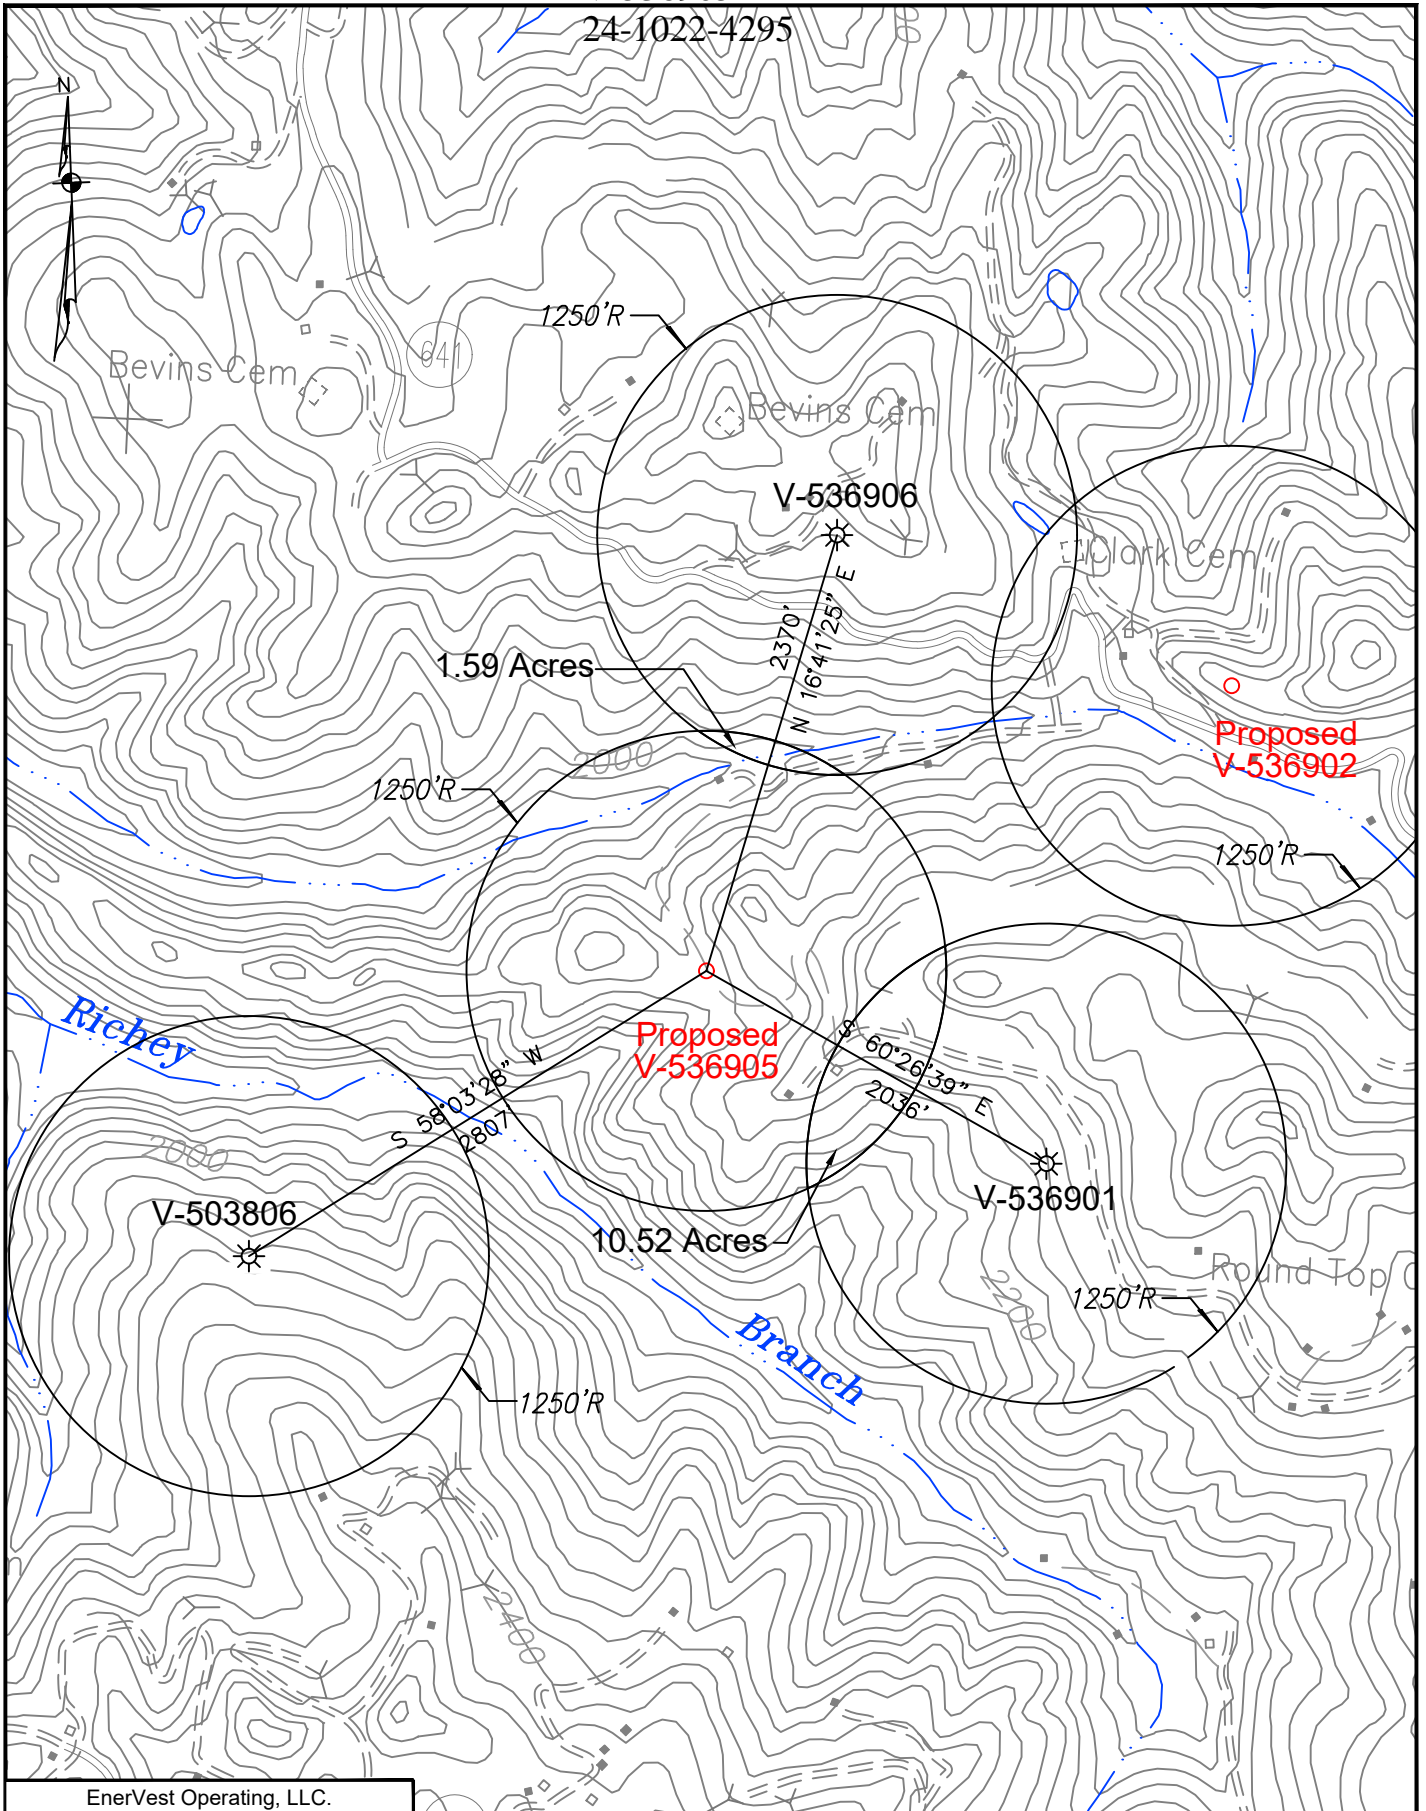 24-1022-4295
N
1250'R
Bevins Cem
641
Bevins Cem
V-536906
Clark Cem
2370'
N 16°41'25" E
1.59 Acres
Proposed
V-536902
2000
1250'R
1250'R
Richey
Proposed
V-536905
S 60°26'39" E
2036'
S 58°03'28" W
2807'
2000
V-503806
V-536901
10.52 Acres
Round Top C
2200
1250'R
Branch
1250'R
2400
EnerVest Operating, LLC.